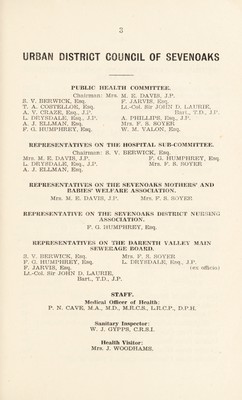 3
URBAN DISTRICT COUNCIL OF SEVENOAKS
PUBLIC HEALTH COMMITTEE.
Chairman: Mrs. M. E. DAVIS, J.P.
S. V. BERWICK, Esq. F. JARVIS, Esq.
T. A. COSTELLOE, Esq. Lt.-Col. Sir JOHN D. LAURIE,
A. V. CRAZE, Esq., J.P. Bart., T.D., J.P.
L. DRYSDALE, Esq., J.P. A. PHILLIPS, Esq., J.P.
A. J. ELLMAN, Esq. Mrs. F. S. SOYER
F. G. HUMPHREY, Esq. W. M. VALON, Esq.
REPRESENTATIVES ON THE HOSPITAL SUB-COMMITTEE.
Chairman: S. V. BERWICK, Esq.
Mrs. M. E. DAVIS, J.P. F. G. HUMPHREY, Esq.
L. DRYSDALE, Esq., J.P. Mrs. F. S. SOYER
A. J. ELLMAN, Esq.
REPRESENTATIVES ON THE SEVENOAKS MOTHERS' AND
BABIES' WELFARE ASSOCIATION.
Mrs. M. E. DAVIS, J.P. Mrs. F. S. SOYER
REPRESENTATIVE ON THE SEVENOAKS DISTRICT NURSING
ASSOCIATION.
F. G. HUMPHREY, Esq.
REPRESENTATIVES ON THE DARENTH VALLEY MAIN
SEWERAGE BOARD.
S. V. BERWICK, Esq. Mrs. F. S. SOYER
F. G. HUMPHREY, Esq. L. DRYSDALE, Esq., J.P.
F. JARVIS, Esq. (ex officio)
Lt.-Col. Sir JOHN D. LAURIE,
Bart., T.D., J.P.
STAFF.
Medical Officer of Health:
P. N. CAVE, M.A., M.D., M.R.C.S., L.R.C.P., D.P.H.
Sanitary Inspector:
W. J. GYPPS, C.R.S.I.
Health Visitor:
Mrs. J. WOODHAMS.